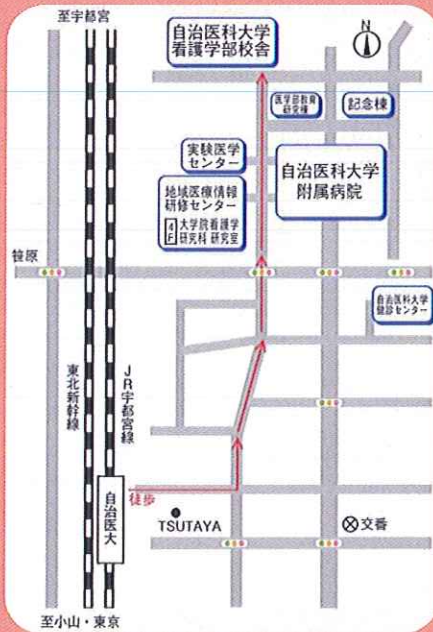 至宇都宮
N
自治医科大学
看護学部校舎
医学部教育
研究棟
記念棟
実験医学
センター
自治医科大学
附属病院
地域医療情報
研修センター
4F
大学院看護学
研究科 研究室
笹原
自治医科大学
健診センター
東北新幹線
JR宇都宮線
自治医大
徒歩
TSUTAYA
交番
至小山・東京